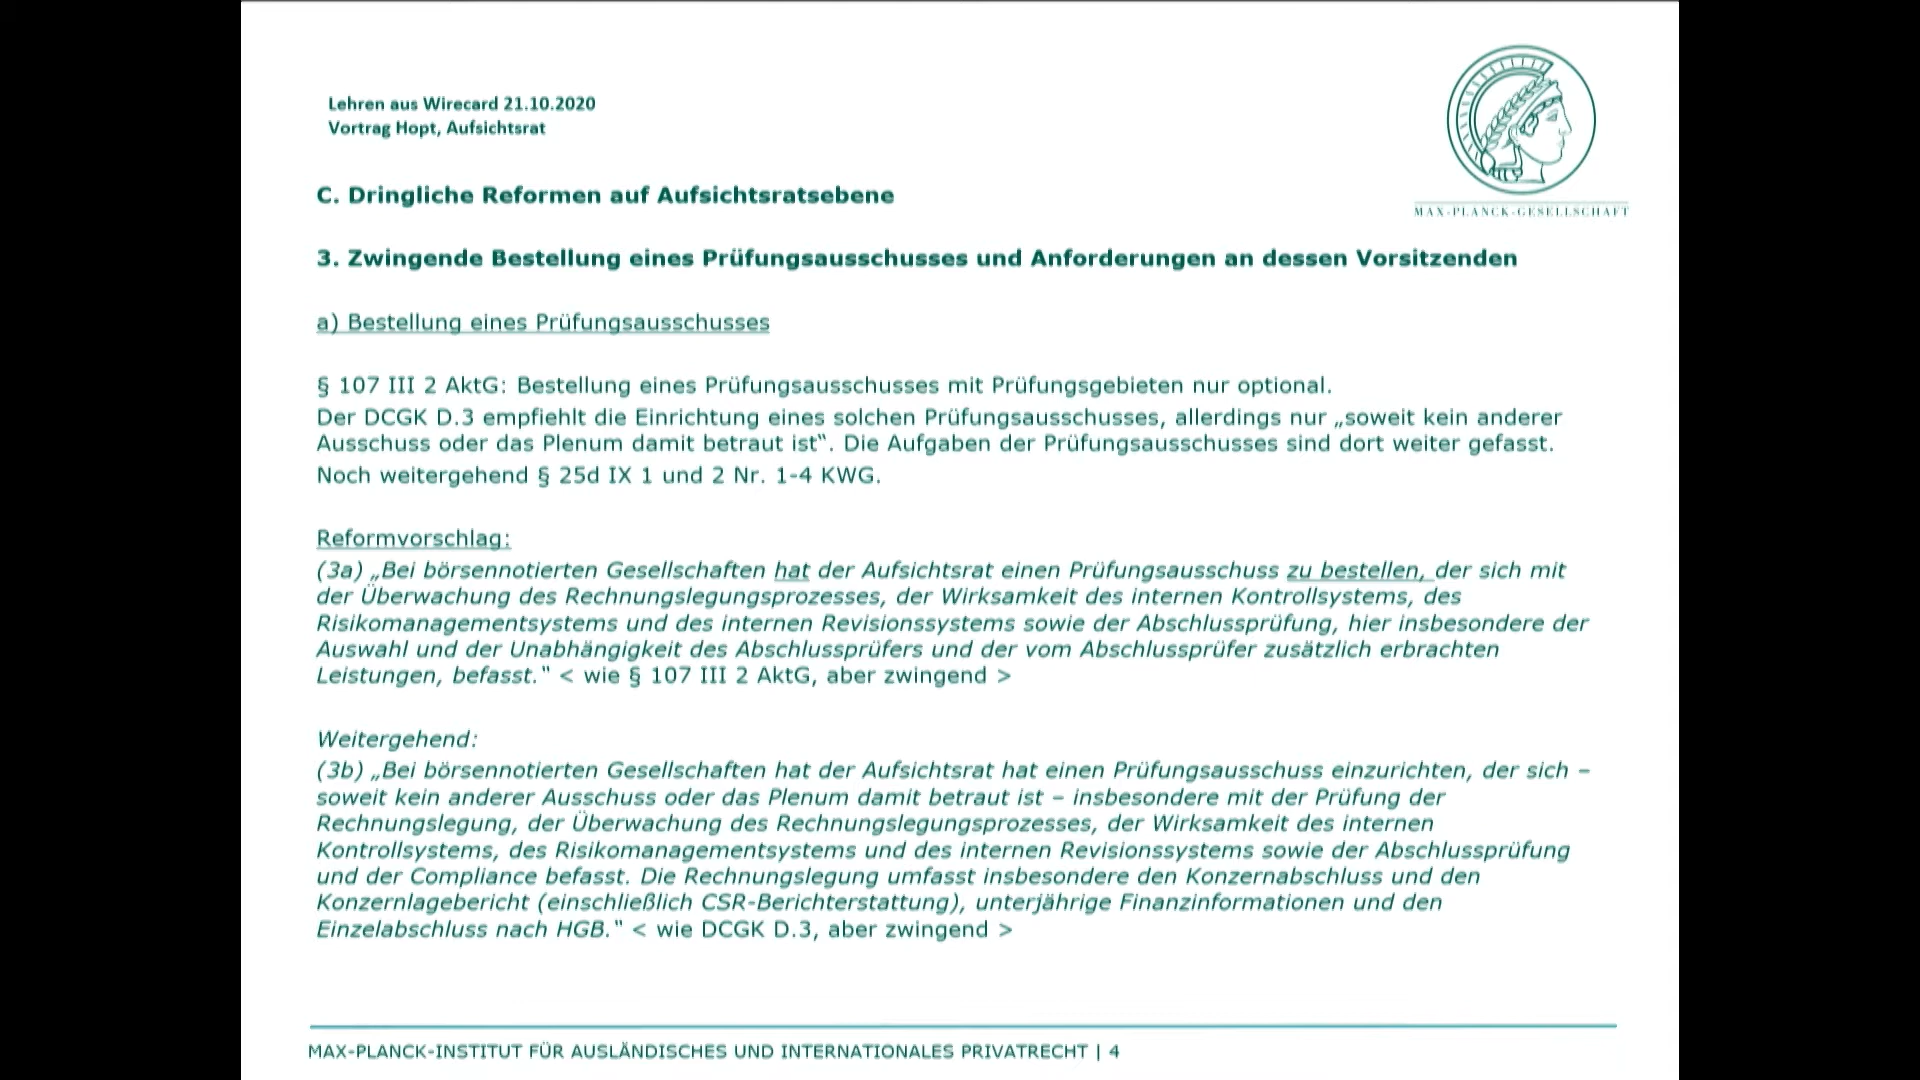 Lehren aus Wirecard 21.10.2020
Vortrag Hopt, Aufsichtsrat
MAX-PLANCK-GESELLSCHAFT
C. Dringliche Reformen auf Aufsichtsratsebene
3. Zwingende Bestellung eines Prüfungsausschusses und Anforderungen an dessen Vorsitzenden
a) Bestellung eines Prüfungsausschusses
§ 107 III 2 AktG: Bestellung eines Prüfungsausschusses mit Prüfungsgebieten nur optional.
Der DCGK D.3 empfiehlt die Einrichtung eines solchen Prüfungsausschusses, allerdings nur „soweit kein anderer
Ausschuss oder das Plenum damit betraut ist“. Die Aufgaben der Prüfungsausschusses sind dort weiter gefasst.
Noch weitergehend § 25d IX 1 und 2 Nr. 1-4 KWG.
Reformvorschlag:
(3a) „Bei börsennotierten Gesellschaften hat der Aufsichtsrat einen Prüfungsausschuss zu bestellen, der sich mit
der Überwachung des Rechnungslegungsprozesses, der Wirksamkeit des internen Kontrollsystems, des
Risikomanagementsystems und des internen Revisionssystems sowie der Abschlussprüfung, hier insbesondere der
Auswahl und der Unabhängigkeit des Abschlussprüfers und der vom Abschlussprüfer zusätzlich erbrachten
Leistungen, befasst." < wie § 107 III 2 AktG, aber zwingend >
Weitergehend:
(3b) „Bei börsennotierten Gesellschaften hat der Aufsichtsrat hat einen Prüfungsausschuss einzurichten, der sich –
soweit kein anderer Ausschuss oder das Plenum damit betraut ist – insbesondere mit der Prüfung der
Rechnungslegung, der Überwachung des Rechnungslegungsprozesses, der Wirksamkeit des internen
Kontrollsystems, des Risikomanagementsystems und des internen Revisionssystems sowie der Abschlussprüfung
und der Compliance befasst. Die Rechnungslegung umfasst insbesondere den Konzernabschluss und den
Konzernlagebericht (einschließlich CSR-Berichterstattung), unterjährige Finanzinformationen und den
Einzelabschluss nach HGB." < wie DCGK D.3, aber zwingend >
MAX-PLANCK-INSTITUT FÜR AUSLÄNDISCHES UND INTERNATIONALES PRIVATRECHT | 4